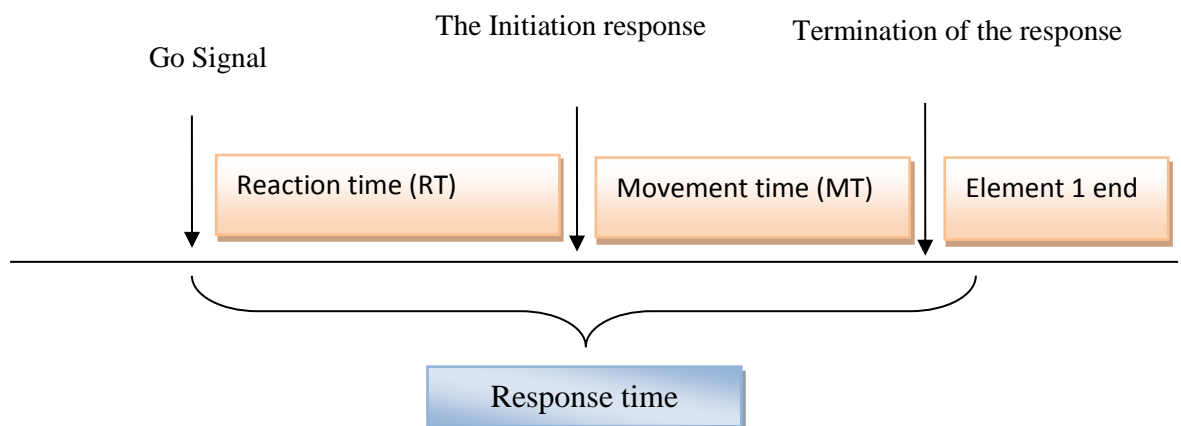 The Initiation response
Termination of the response
Go Signal
Reaction time (RT)
Movement time (MT)
Element 1 end
Response time